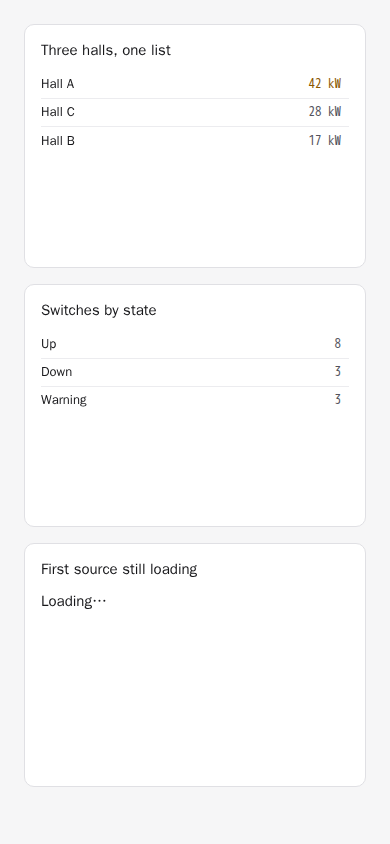 Three halls, one list
Hall A 42 kW
Hall C 28 kW
Hall B 17 kW
Switches by state
Up 8
Down 3
Warning 3
First source still loading
Loading…